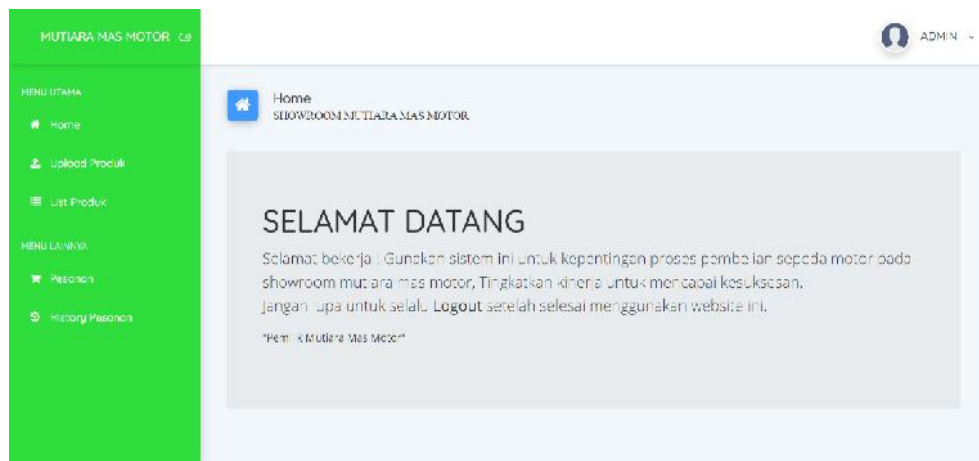 MUTIARA MAS MOTOR
ADMIN
MENU UTAMA
Home
Upload Produk
List Produk
MENU LAINNYA
Pesanan
History Pesanan
Home
SHOWROOM MUTIARA MAS MOTOR
SELAMAT DATANG
Selamat bekerja ! Gunakan sistem ini untuk kepentingan proses pembelian sepeda motor pada
showroom mutiara mas motor, Tingkatkan kinerja untuk mencapai kesuksesan.
Jangan lupa untuk selalu Logout setelah selesai menggunakan website ini.
"Pemilik Mutiara Mas Motor"